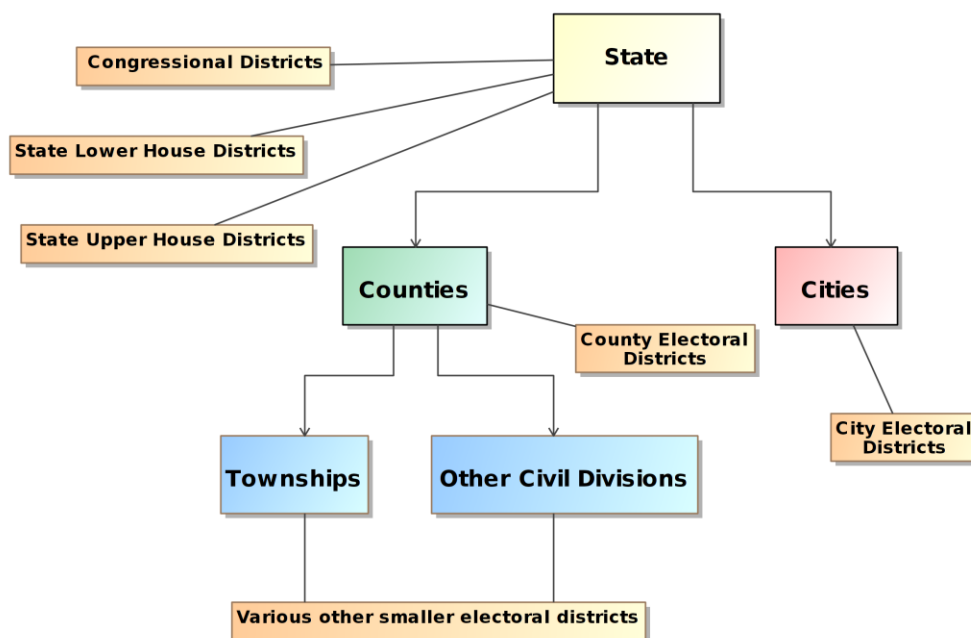 State
Congressional Districts
State Lower House Districts
State Upper House Districts
Counties
Cities
County Electoral
Districts
City Electoral
Districts
Townships
Other Civil Divisions
Various other smaller electoral districts